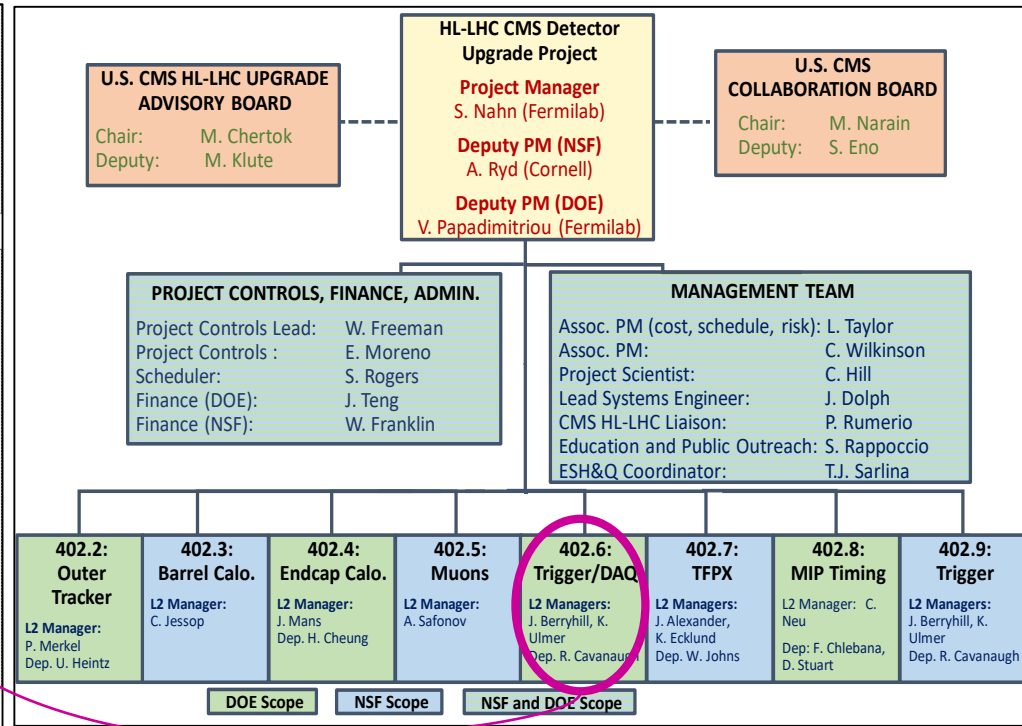 HL-LHC CMS Detector
Upgrade Project
Project Manager
S. Nahn (Fermilab)
Deputy PM (NSF)
A. Ryd (Cornell)
Deputy PM (DOE)
V. Papadimitriou (Fermilab)
U.S. CMS HL-LHC UPGRADE
ADVISORY BOARD
Chair: M. Chertok
Deputy: M. Klute
U.S. CMS
COLLABORATION BOARD
Chair: M. Narain
Deputy: S. Eno
PROJECT CONTROLS, FINANCE, ADMIN.
Project Controls Lead: W. Freeman
Project Controls : E. Moreno
Scheduler: S. Rogers
Finance (DOE): J. Teng
Finance (NSF): W. Franklin
MANAGEMENT TEAM
Assoc. PM (cost, schedule, risk): L. Taylor
Assoc. PM: C. Wilkinson
Project Scientist: C. Hill
Lead Systems Engineer: J. Dolph
CMS HL-LHC Liaison: P. Rumerio
Education and Public Outreach: S. Rappoccio
ESH&Q Coordinator: T.J. Sarlina
402.2:
Outer
Tracker
L2 Manager:
P. Merkel
Dep. U. Heintz
402.3:
Barrel Calo.
L2 Manager:
C. Jessop
402.4:
Endcap Calo.
L2 Manager:
J. Mans
Dep. H. Cheung
402.5:
Muons
L2 Manager:
A. Safonov
402.6:
Trigger/DAQ
L2 Managers:
J. Berryhill, K.
Ulmer
Dep. R. Cavanaugh
402.7:
TFPX
L2 Managers:
J. Alexander,
K. Ecklund
Dep. W. Johns
402.8:
MIP Timing
L2 Manager: C.
Neu
Dep: F. Chlebana,
D. Stuart
402.9:
Trigger
L2 Managers:
J. Berryhill, K.
Ulmer
Dep. R. Cavanaugh
DOE Scope
NSF Scope
NSF and DOE Scope